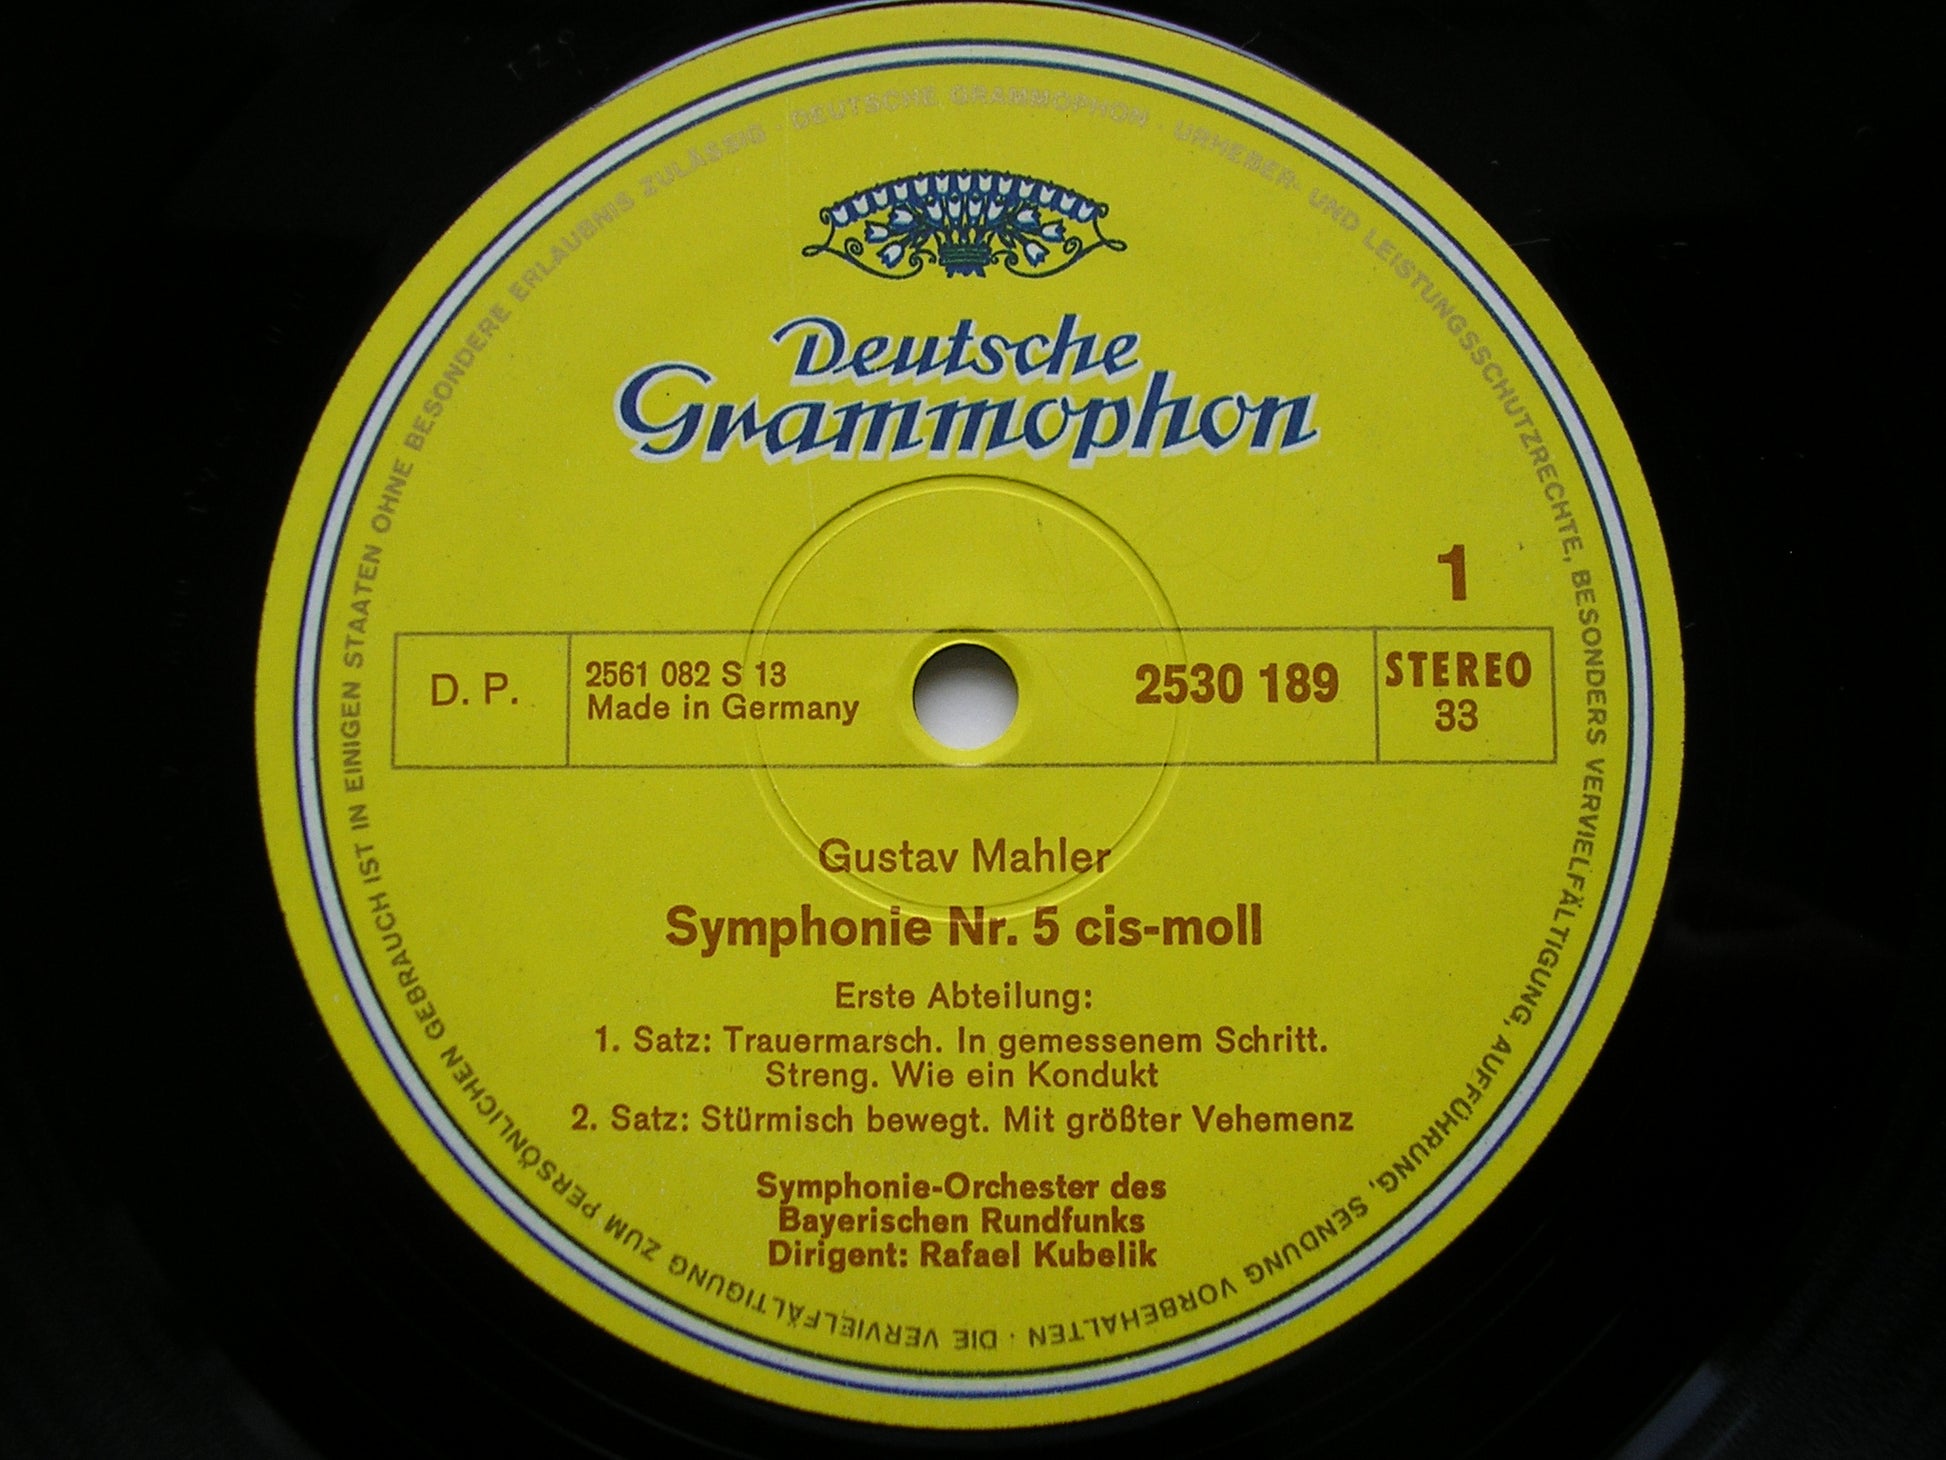 DEUTSCHE GRAMMOPHON · URHEBER- UND LEISTUNGSSCHUTZRECHTE, BESONDERS VERVIELFÄLTIGUNG, AUFFÜHRUNG, SENDUNG VORBEHALTEN · DIE VERVIELFÄLTIGUNG ZUM PERSÖNLICHEN GEBRAUCH IST IN EINIGEN STAATEN OHNE BESONDERE ERLAUBNIS ZULÄSSIG ·
Deutsche
Grammophon
1
D. P.
2561 082 S 13
Made in Germany
2530 189
STEREO
33
Gustav Mahler
Symphonie Nr. 5 cis-moll
Erste Abteilung:
1. Satz: Trauermarsch. In gemessenem Schritt.
Streng. Wie ein Kondukt
2. Satz: Stürmisch bewegt. Mit größter Vehemenz
Symphonie-Orchester des
Bayerischen Rundfunks
Dirigent: Rafael Kubelik